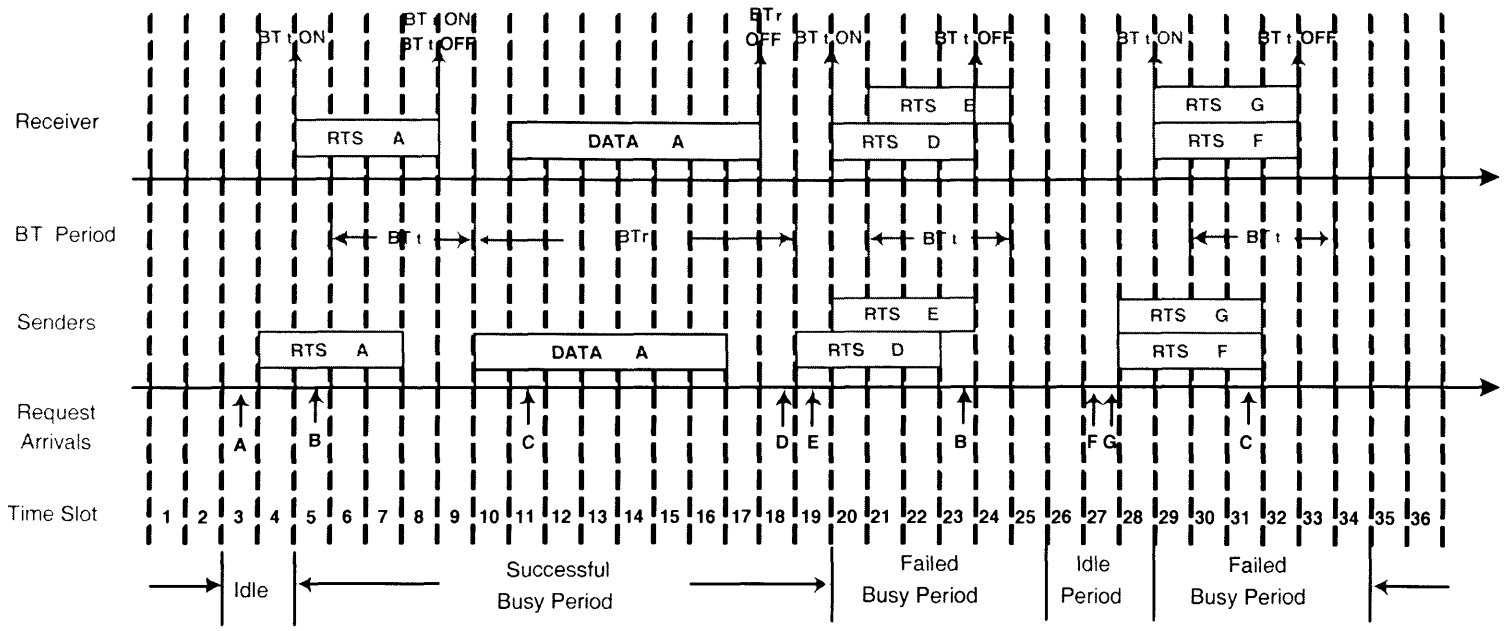 BT t ON
BT r ON
BT t OFF
BT r
OFF
BT t ON
BT t OFF
BT t ON
BT t OFF
Receiver
RTS A
DATA A
RTS E
RTS D
RTS G
RTS F
BT Period
BT t
BTr
BT t
BT t
Senders
RTS A
DATA A
RTS E
RTS D
RTS G
RTS F
Request
Arrivals
A
B
C
D
E
B
F
G
C
Time Slot
1 2 3 4 5 6 7 8 9 10 11 12 13 14 15 16 17 18 19 20 21 22 23 24 25 26 27 28 29 30 31 32 33 34 35 36
Idle
Successful
Busy Period
Failed
Busy Period
Idle
Period
Failed
Busy Period